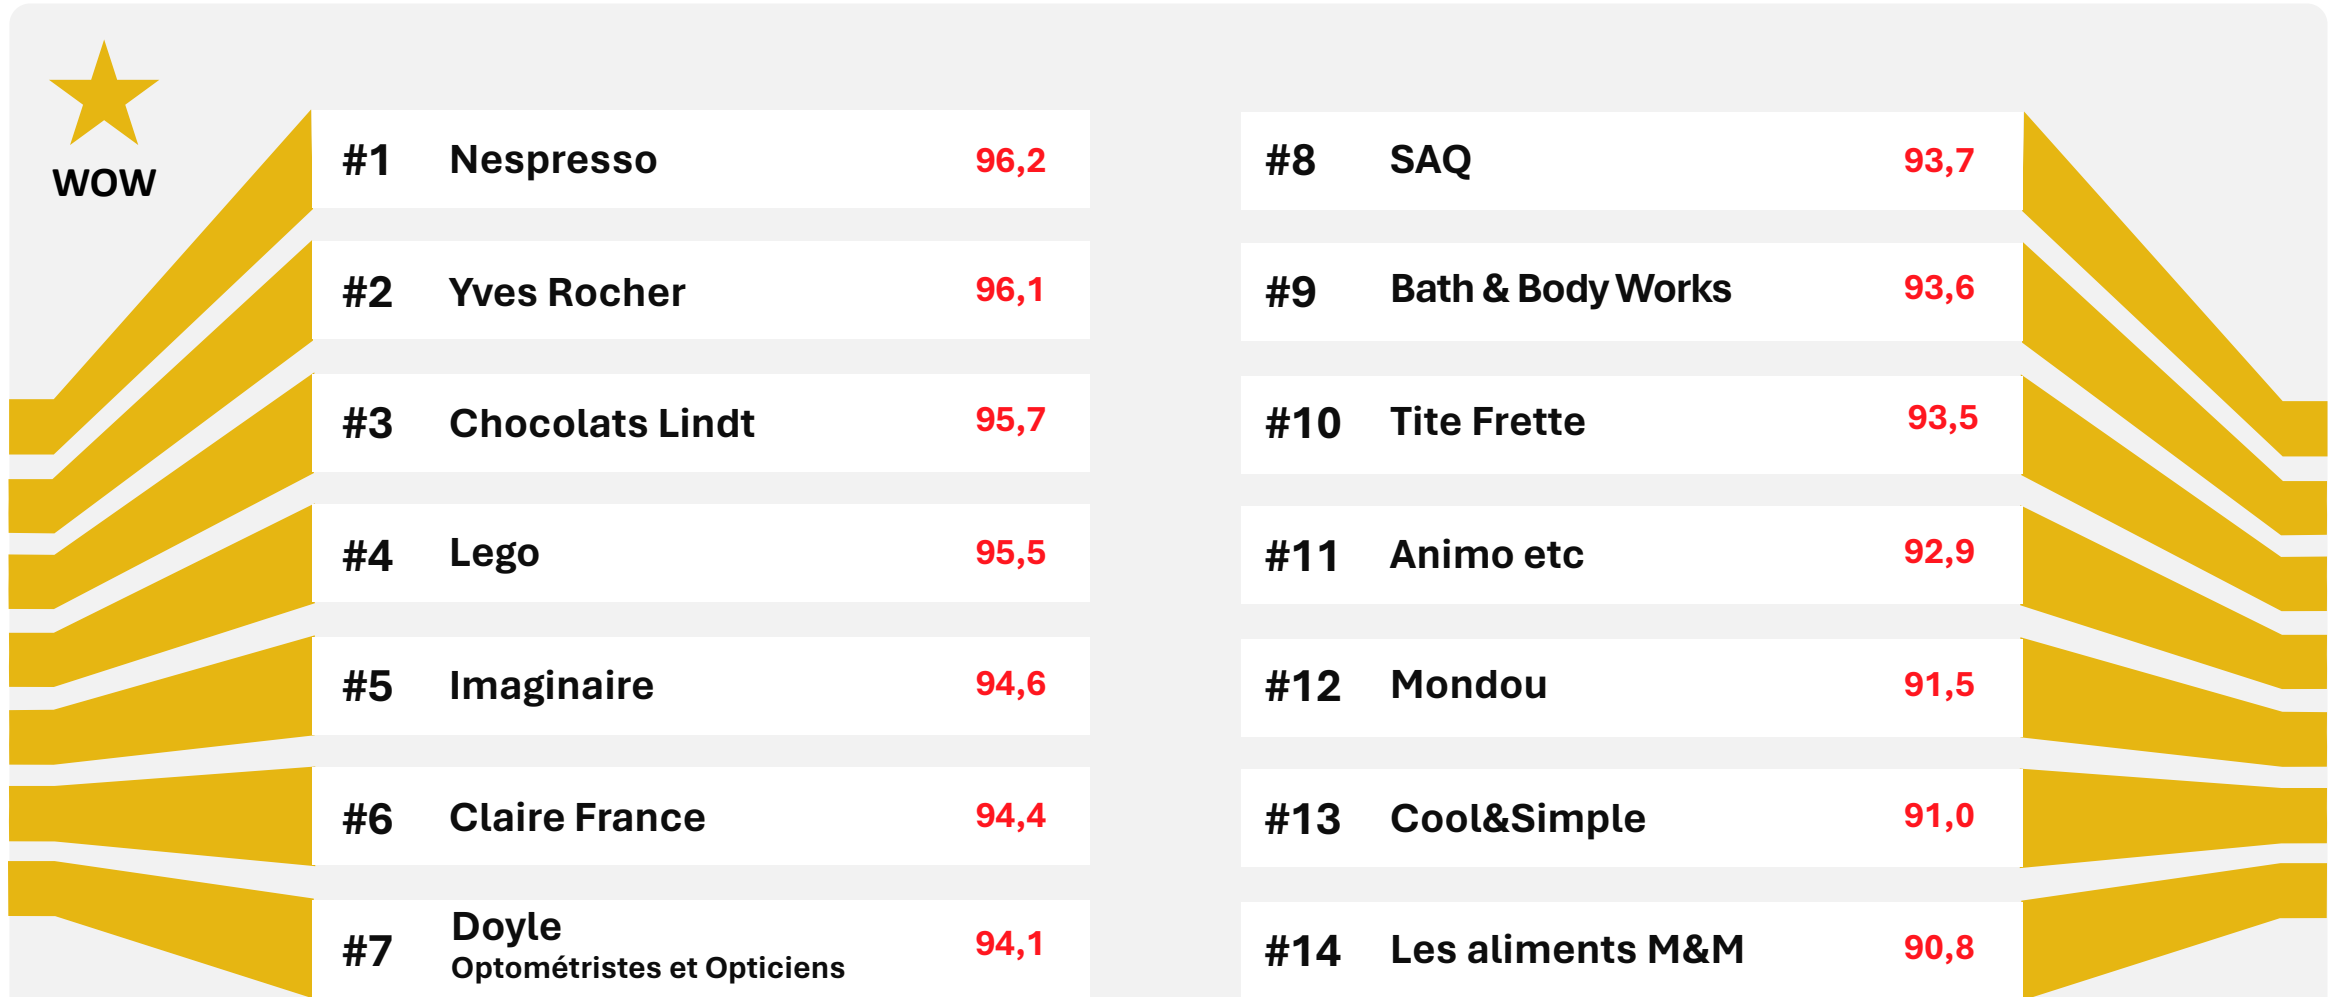 WOW
#1 Nespresso 96,2
#2 Yves Rocher 96,1
#3 Chocolats Lindt 95,7
#4 Lego 95,5
#5 Imaginaire 94,6
#6 Claire France 94,4
#7 Doyle 94,1
Optométristes et Opticiens
#8 SAQ 93,7
#9 Bath & Body Works 93,6
#10 Tite Frette 93,5
#11 Animo etc 92,9
#12 Mondou 91,5
#13 Cool&Simple 91,0
#14 Les aliments M&M 90,8